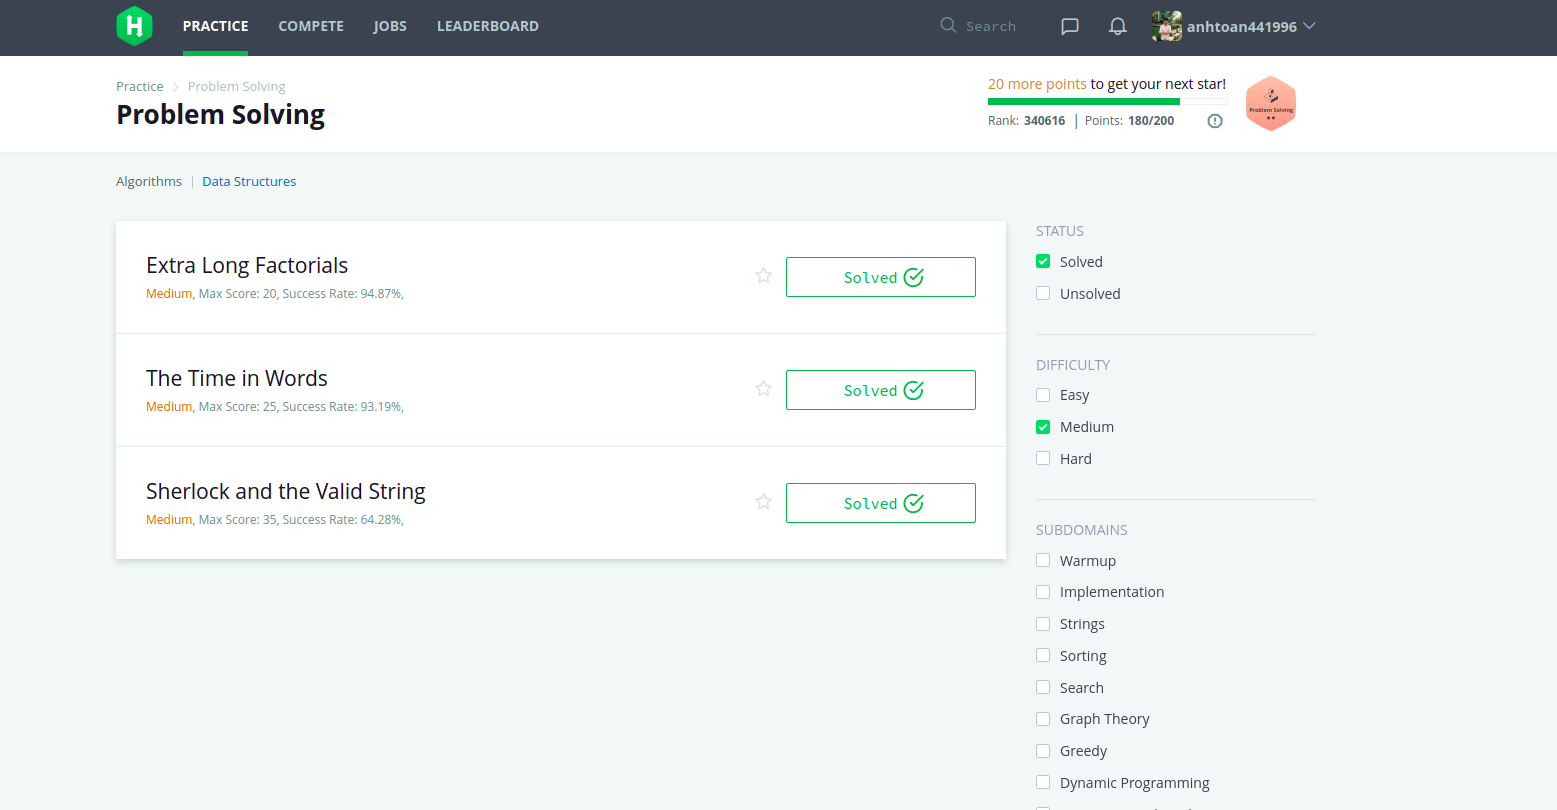 PRACTICE COMPETE JOBS LEADERBOARD Search anhtoan441996
Practice > Problem Solving
Problem Solving
20 more points to get your next star!
Rank: 340616 | Points: 180/200
Problem Solving
Algorithms | Data Structures
Extra Long Factorials
Medium, Max Score: 20, Success Rate: 94.87%,
Solved
The Time in Words
Medium, Max Score: 25, Success Rate: 93.19%,
Solved
Sherlock and the Valid String
Medium, Max Score: 35, Success Rate: 64.28%,
Solved
STATUS
Solved
Unsolved
DIFFICULTY
Easy
Medium
Hard
SUBDOMAINS
Warmup
Implementation
Strings
Sorting
Search
Graph Theory
Greedy
Dynamic Programming